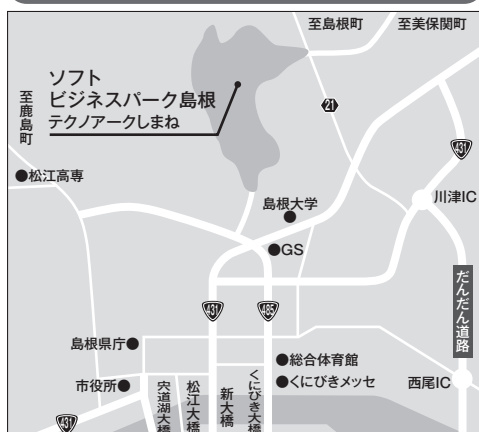 至島根町
至美保関町
ソフト
ビジネスパーク島根
テクノアークしまね
至鹿島町
21
431
松江高専
川津IC
島根大学
GS
だんだん道路
431
485
島根県庁
総合体育館
市役所
くにびきメッセ
西尾IC
宍道湖大橋
松江大橋
新大橋
くにびき大橋
431